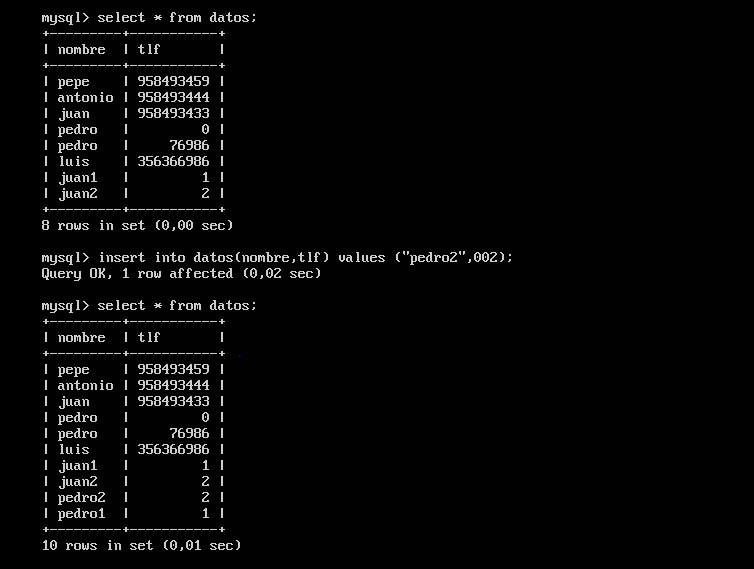 mysql> select * from datos;
+---------+-----------+
| nombre  | tlf       |
+---------+-----------+
| pepe    | 958493459 |
| antonio | 958493444 |
| juan    | 958493433 |
| pedro   |         0 |
| pedro   |     76986 |
| luis    | 356366986 |
| juan1   |         1 |
| juan2   |         2 |
+---------+-----------+
8 rows in set (0,00 sec)

mysql> insert into datos(nombre,tlf) values ("pedro2",002);
Query OK, 1 row affected (0,02 sec)

mysql> select * from datos;
+---------+-----------+
| nombre  | tlf       |
+---------+-----------+
| pepe    | 958493459 |
| antonio | 958493444 |
| juan    | 958493433 |
| pedro   |         0 |
| pedro   |     76986 |
| luis    | 356366986 |
| juan1   |         1 |
| juan2   |         2 |
| pedro2  |         2 |
| pedro1  |         1 |
+---------+-----------+
10 rows in set (0,01 sec)